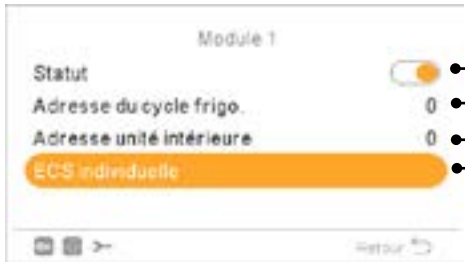 Module 1
Statut
Adresse du cycle frigo. 0
Adresse unité intérieure 0
ECS individuelle
Retour